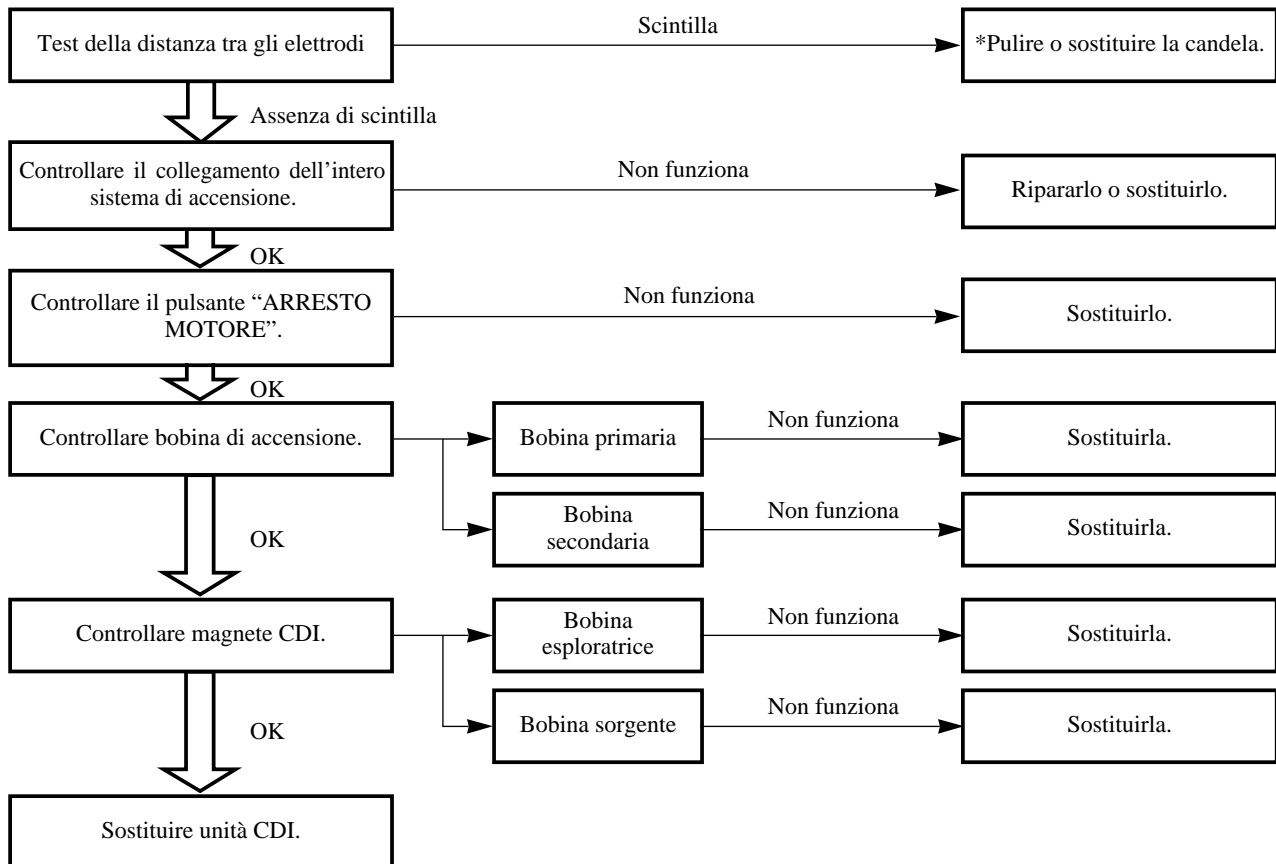 Test della distanza tra gli elettrodi
Scintilla
*Pulire o sostituire la candela.
Assenza di scintilla
Controllare il collegamento dell’intero
sistema di accensione.
Non funziona
Ripararlo o sostituirlo.
OK
Controllare il pulsante “ARRESTO
MOTORE”.
Non funziona
Sostituirlo.
OK
Controllare bobina di accensione.
Bobina primaria
Non funziona
Sostituirla.
Bobina
secondaria
Non funziona
Sostituirla.
OK
Controllare magnete CDI.
Bobina
esploratrice
Non funziona
Sostituirla.
Bobina sorgente
Non funziona
Sostituirla.
OK
Sostituire unità CDI.